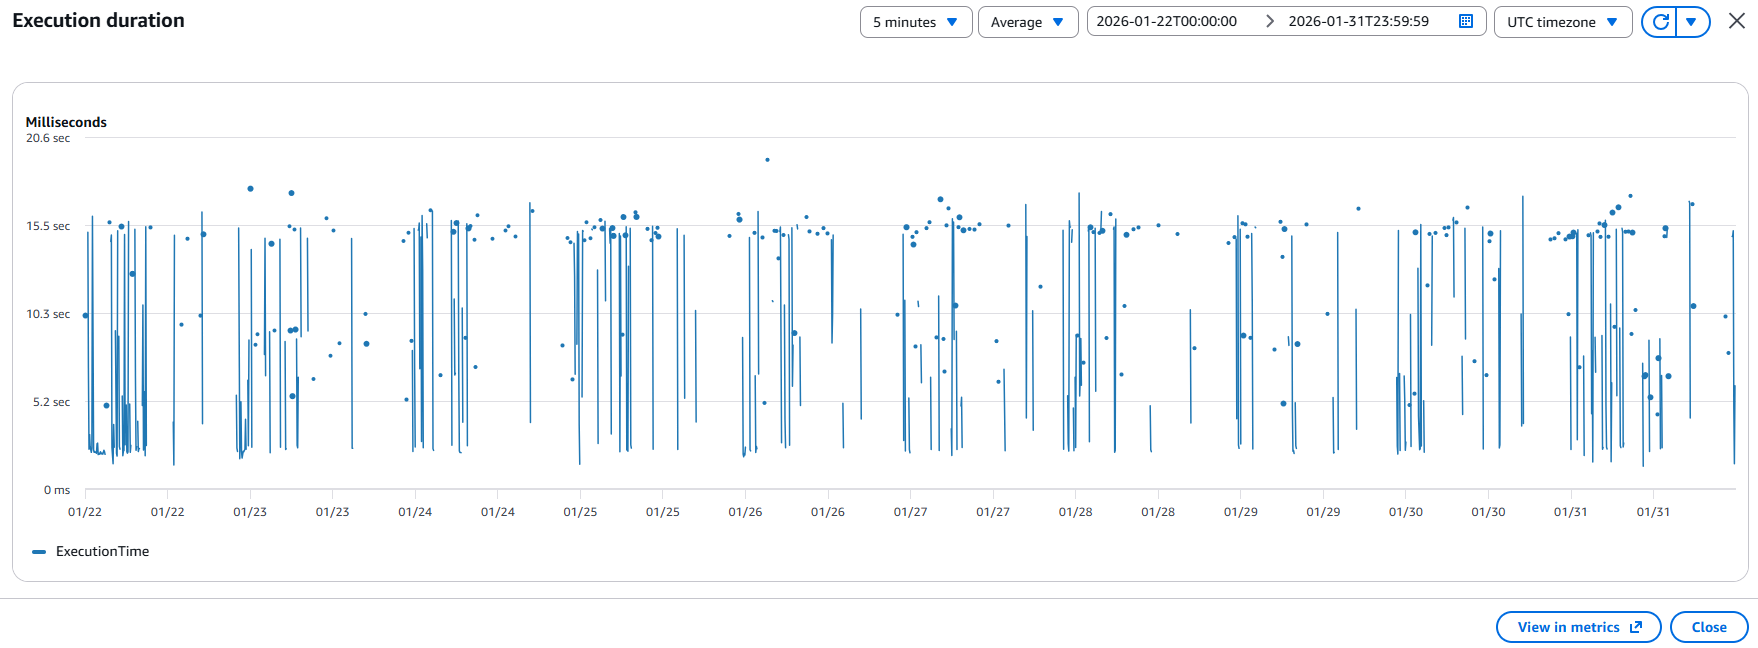 Execution duration
5 minutes
Average
2026-01-22T00:00:00
2026-01-31T23:59:59
UTC timezone
Milliseconds
20.6 sec
15.5 sec
10.3 sec
5.2 sec
0 ms
01/22 01/22 01/23 01/23 01/24 01/24 01/25 01/25 01/26 01/26 01/27 01/27 01/28 01/28 01/29 01/29 01/30 01/30 01/31 01/31
ExecutionTime
View in metrics
Close